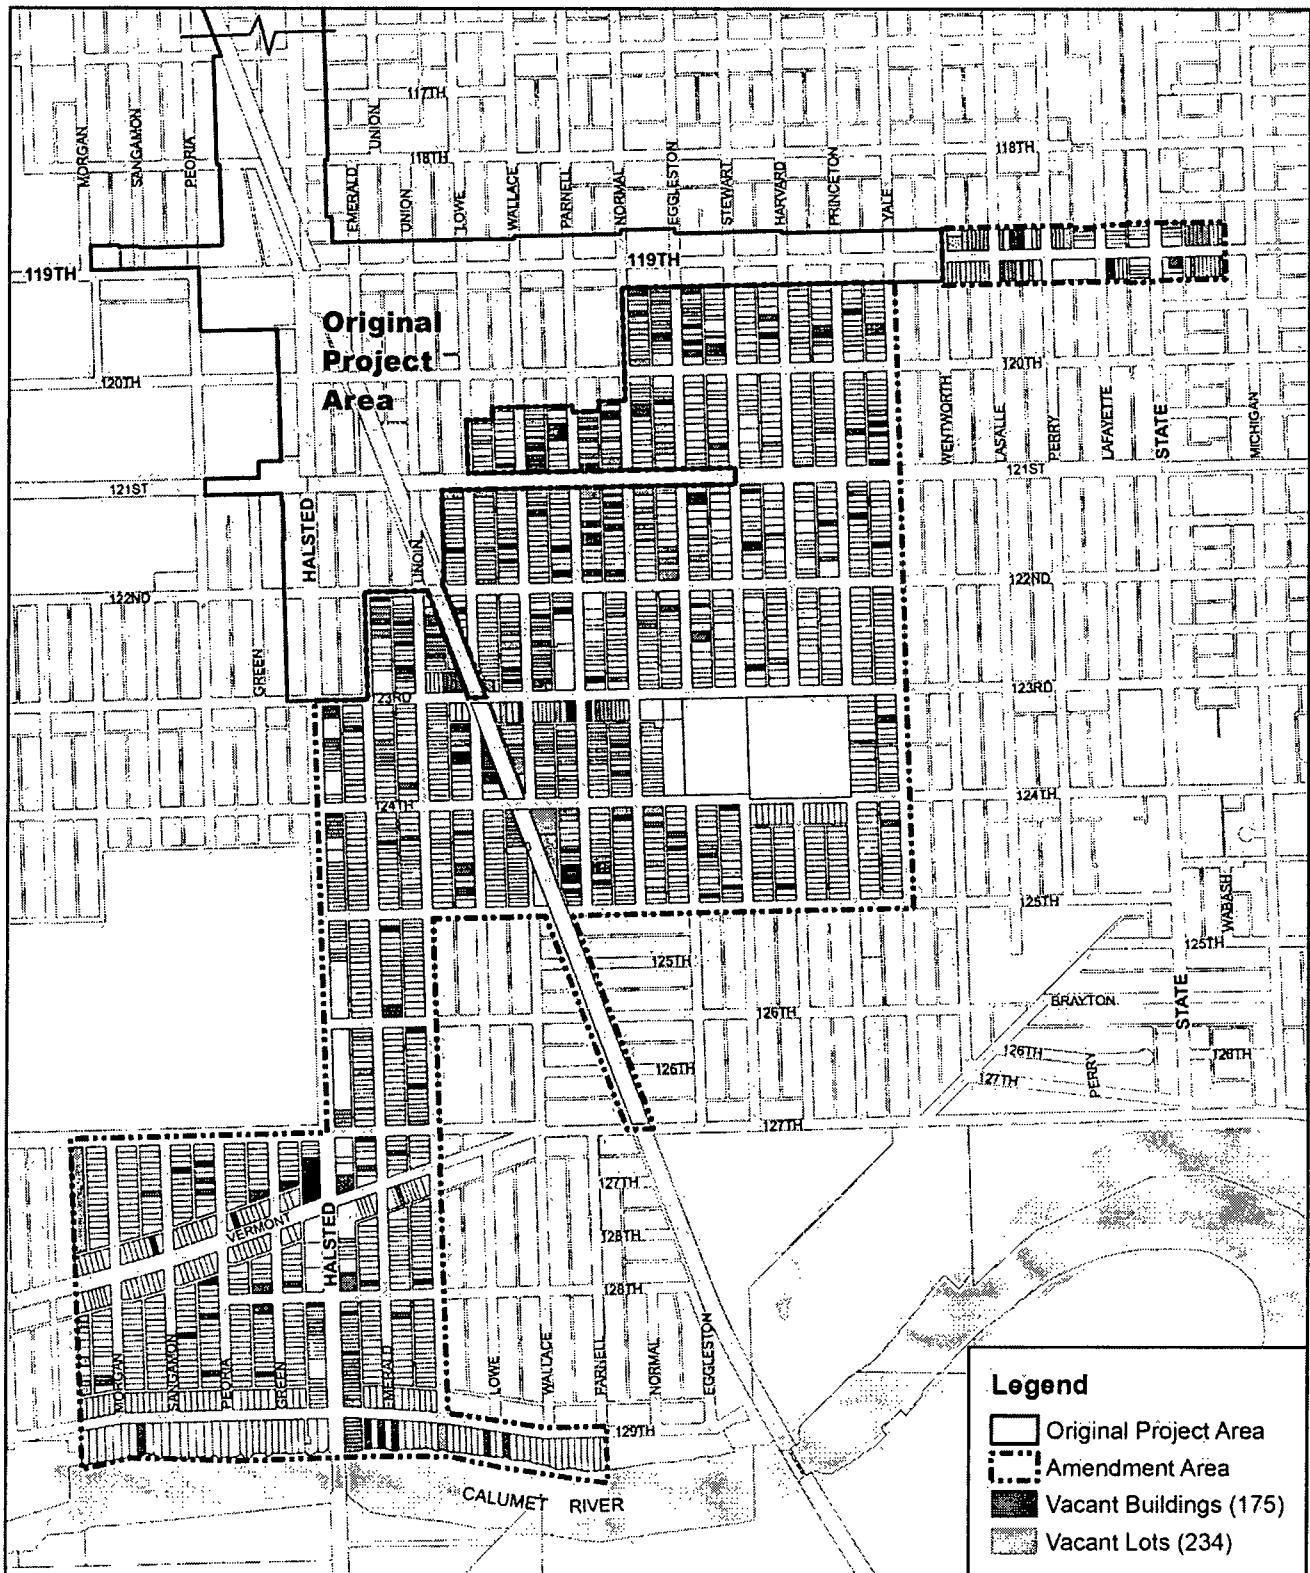 117TH
UNION
MORGAN
SANGAMON
PEORIA
118TH
118TH
EMERALD
UNION
LOWE
WALLACE
PARNELL
NORMAL
EGGLESTON
STEWART
HARVARD
PRINCETON
YALE
119TH
119TH
Original
Project
Area
120TH
120TH
WENTWORTH
LASALLE
PERRY
LAFAYETTE
STATE
MICHIGAN
121ST
121ST
HALSTED
UNION
122ND
122ND
GREEN
123RD
123RD
124TH
124TH
125TH
WABASH
125TH
125TH
STATE
BRAYTON
126TH
126TH
126TH
126TH
127TH
PERRY
127TH
127TH
VERMONT
HALSTED
128TH
128TH
MORGAN
SANGAMON
PEORIA
GREEN
EMERALD
LOWE
WALLACE
PARNELL
NORMAL
EGGLESTON
129TH
CALUMET RIVER
Legend
Original Project Area
Amendment Area
Vacant Buildings (175)
Vacant Lots (234)